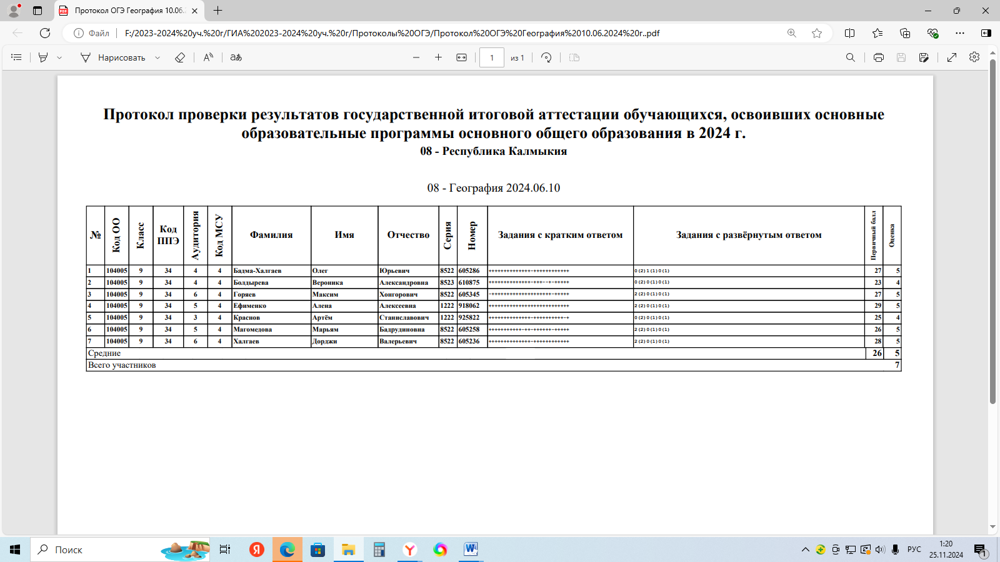 Протокол ОГЭ География 10.06.2
Файл
F:/2023-2024%20уч.%20г/ГИА%202023-2024%20уч.%20г/Протоколы%20ОГЭ/Протокол%20ОГЭ%20География%2010.06.2024%20г..pdf
Нарисовать
1 из 1
Протокол проверки результатов государственной итоговой аттестации обучающихся, освоивших основные
образовательные программы основного общего образования в 2024 г.
08 - Республика Калмыкия
08 - География 2024.06.10
№ Код ОО Класс Код ППЭ Аудитория Код МСУ Фамилия Имя Отчество Серия Номер Задания с кратким ответом Задания с развёрнутым ответом Первичный балл Оценка
1 104005 9 34 4 4 Бадма-Халгаев Олег Юрьевич 8522 605286 ++++++++++++++-++++++++++++ 0(2)1(1)0(1) 27 5
2 104005 9 34 4 4 Болдырева Вероника Александровна 8523 610875 ++++++++++++++-+++--+-+++++ 0(2)0(1)0(1) 23 4
3 104005 9 34 6 4 Горяев Максим Хонгорович 8522 605345 -++++++++++++++++++++-+++++ 2(2)0(1)0(1) 27 5
4 104005 9 34 5 4 Ефименко Алена Алексеевна 1222 918062 +++++++++++++++++++++++++++ 2(2)0(1)0(1) 29 5
5 104005 9 34 3 4 Краснов Артём Станиславович 1222 925822 ++++++++++++++-++++++++++-+ 0(2)0(1)0(1) 25 4
6 104005 9 34 5 4 Магомедова Марьям Бадрудиновна 8522 605258 +++++++++++-++-++++++-+++++ 2(2)0(1)0(1) 26 5
7 104005 9 34 6 4 Халгаев Дорджи Валерьевич 8522 605236 ++++++++++++++-++++++++++++ 2(2)0(1)0(1) 28 5
Средние 26 5
Всего участников 7
Поиск
РУС
1:20
25.11.2024
1